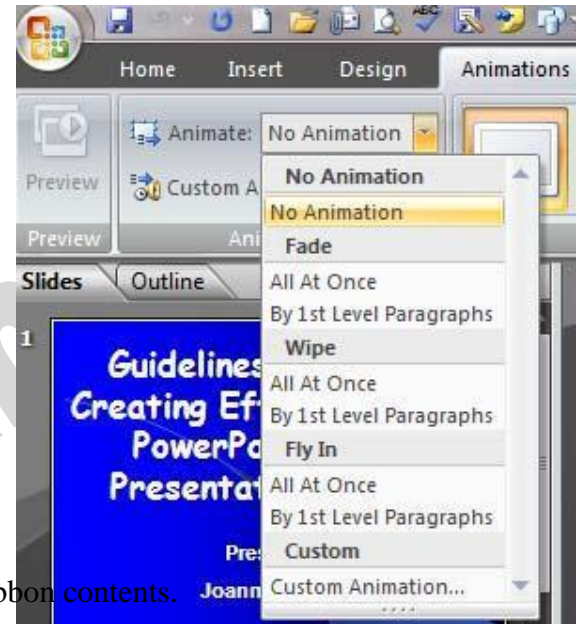 ABC
Home Insert Design Animations
Animate: No Animation
Preview
Custom A
No Animation
No Animation
Preview
Ani
Fade
Slides Outline
All At Once
By 1st Level Paragraphs
1
Wipe
Guidelines
All At Once
Creating Ef
By 1st Level Paragraphs
PowerPo
Fly In
Presentat
All At Once
By 1st Level Paragraphs
Pres
Custom
bbon contents.
Joann
Custom Animation...